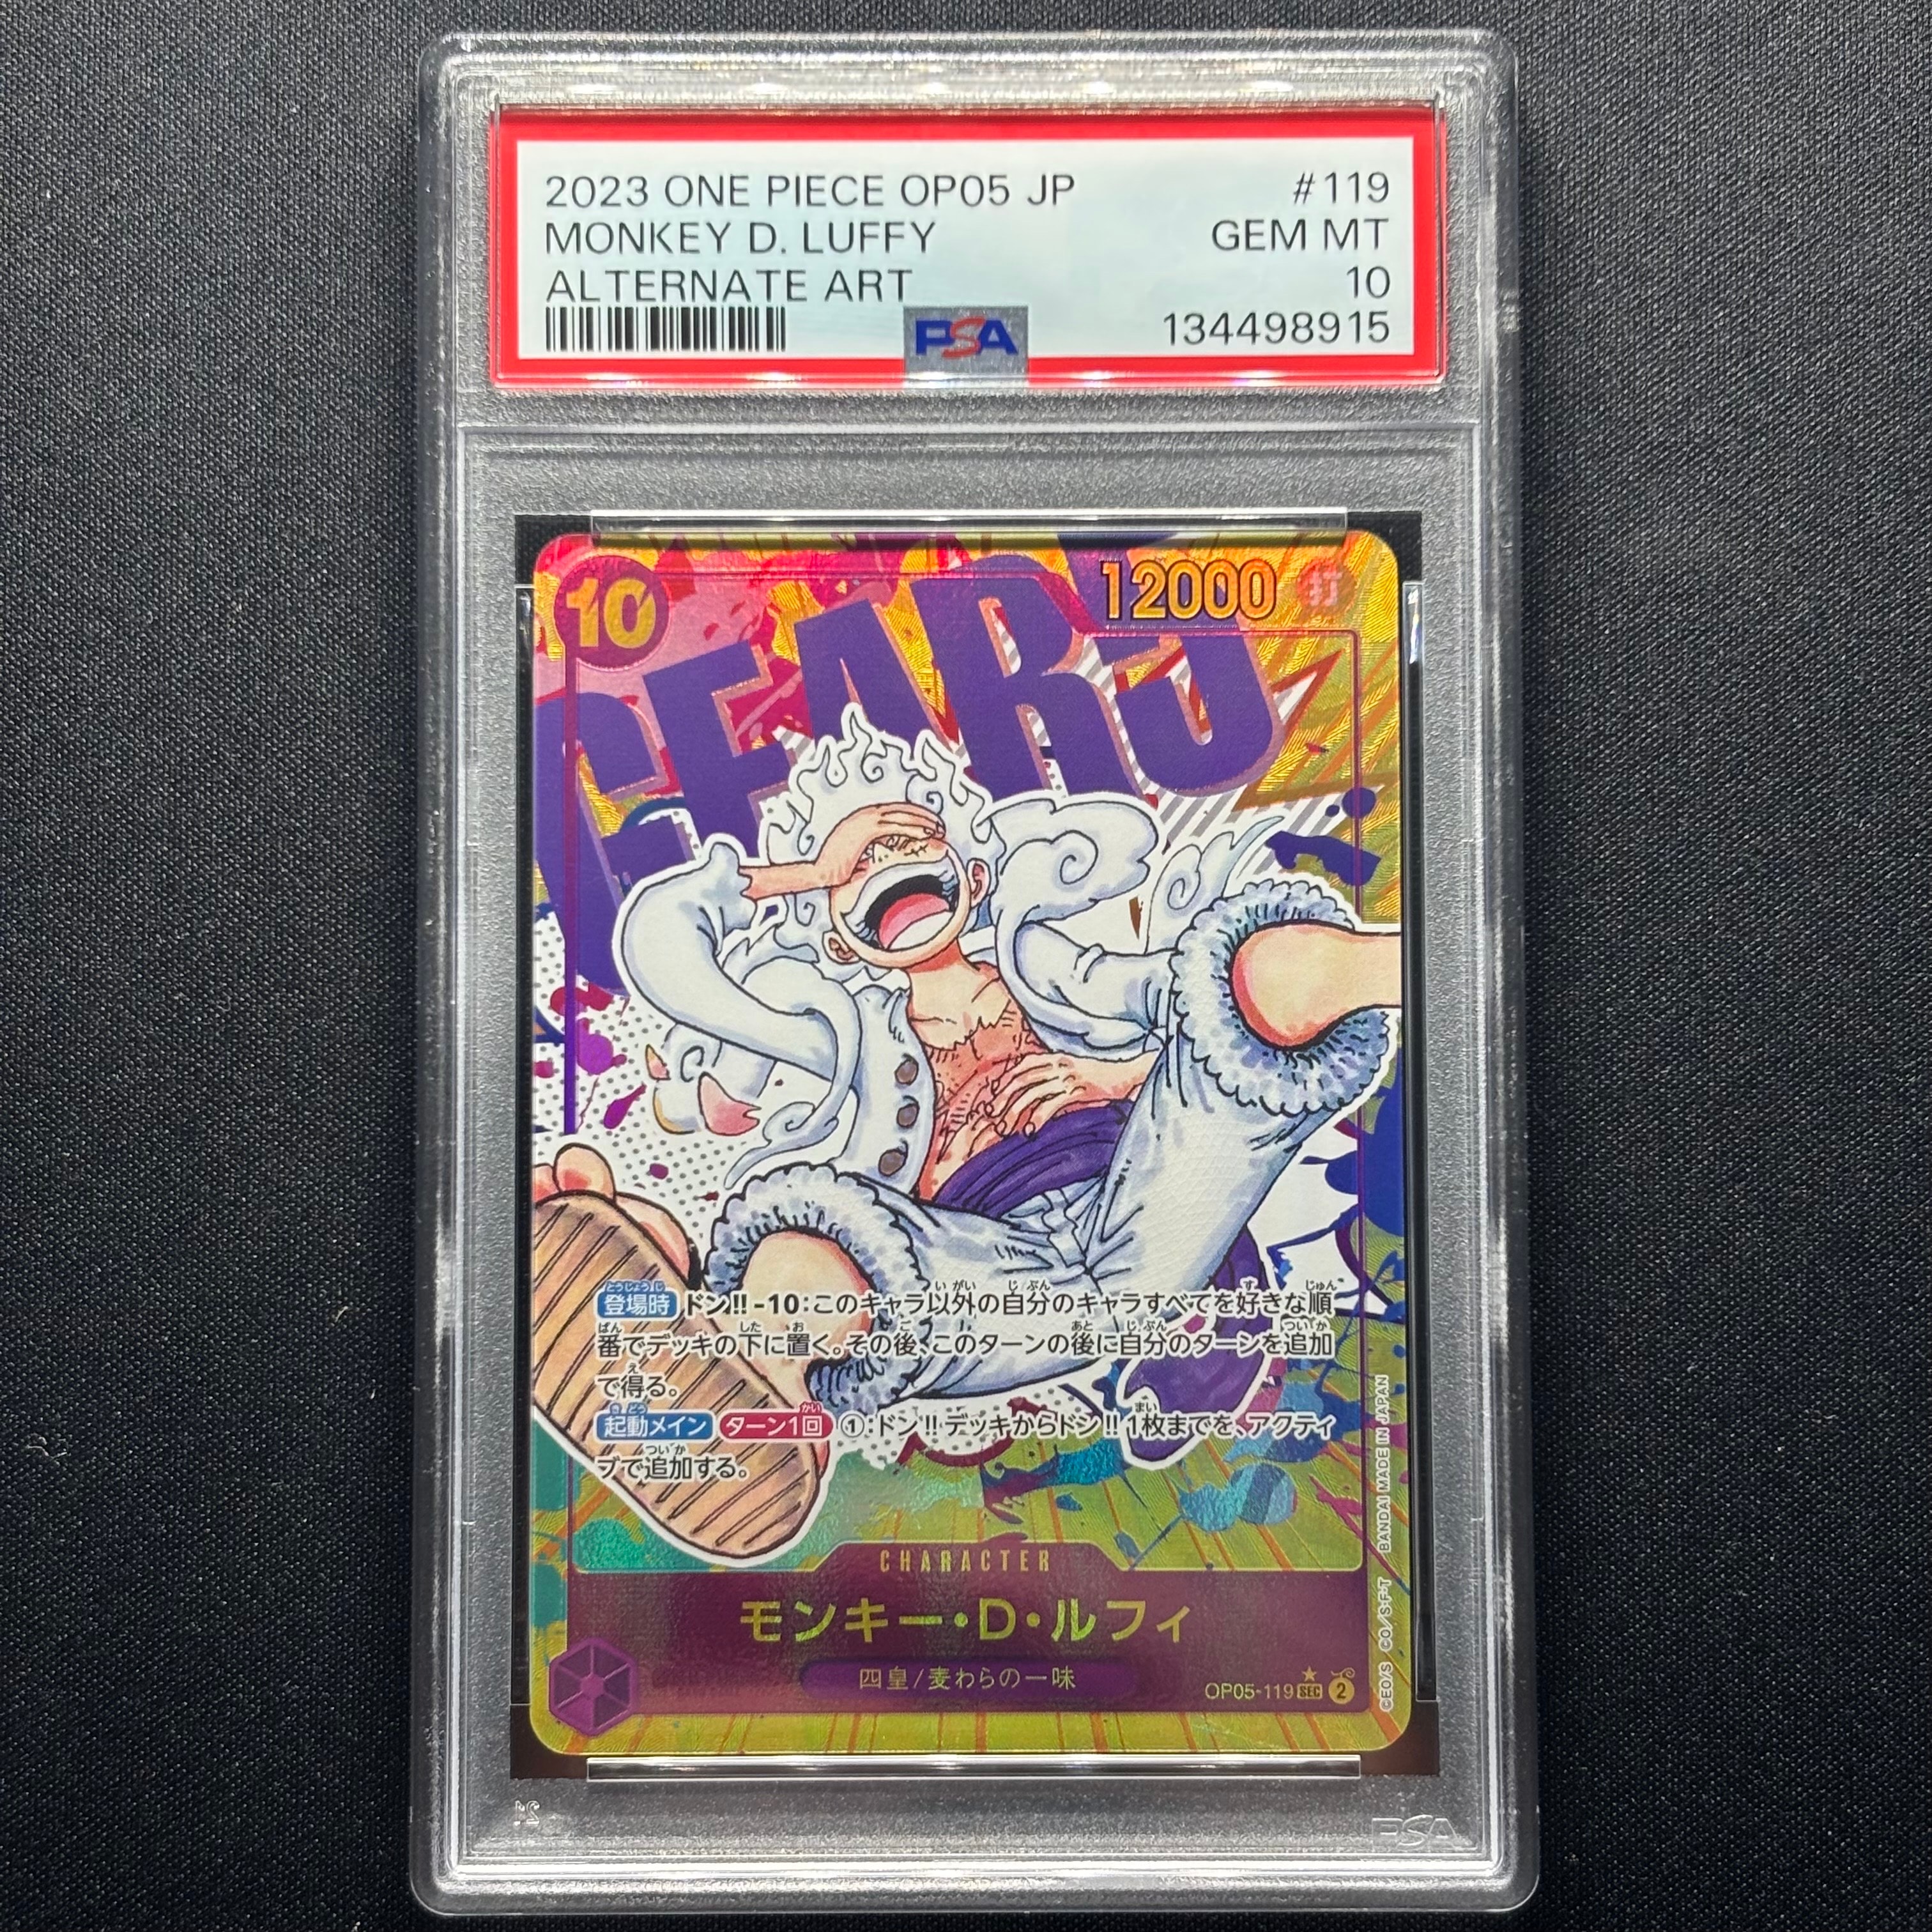 2023 ONE PIECE OP05 JP #119
MONKEY D. LUFFY GEM MT
ALTERNATE ART 10
PSA 134498915
10 12000 打
GEAR5
登場時 ドン!!-10:このキャラ以外の自分のキャラすべてを好きな順
番でデッキの下に置く。その後、このターンの後に自分のターンを追加
で得る。
起動メイン ターン1回 ①:ドン!!デッキからドン!!1枚までを、アクティ
ブで追加する。
CHARACTER
モンキー・D・ルフィ
四皇/麦わらの一味
OP05-119 SEC 2
©EO/S CO/S・F・T BANDAI MADE IN JAPAN
PSA